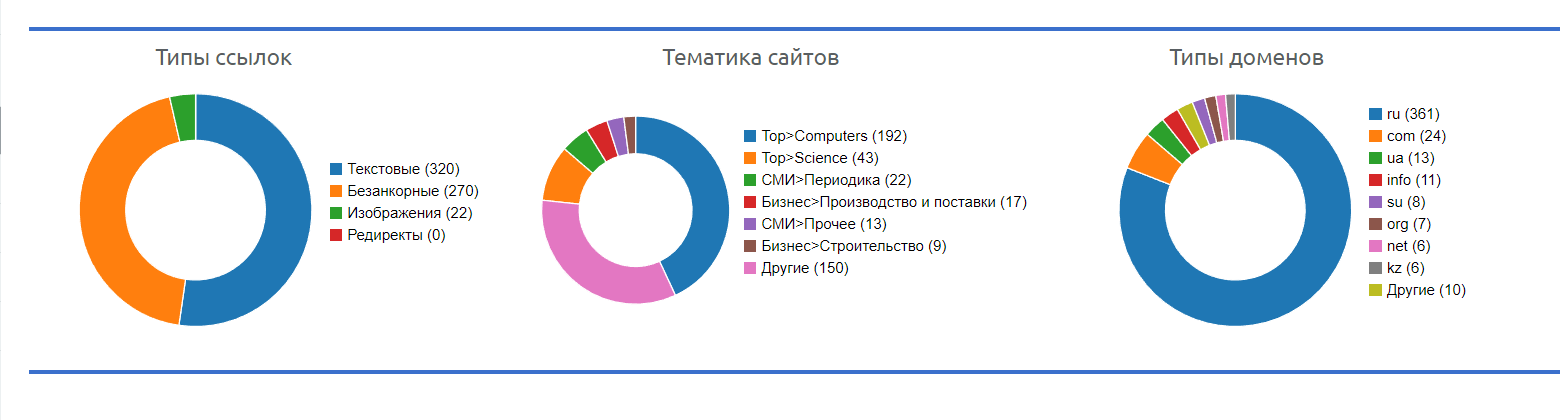 Типы ссылок
Текстовые (320)
Безанкорные (270)
Изображения (22)
Редиректы (0)
Тематика сайтов
Top>Computers (192)
Top>Science (43)
СМИ>Периодика (22)
Бизнес>Производство и поставки (17)
СМИ>Прочее (13)
Бизнес>Строительство (9)
Другие (150)
Типы доменов
ru (361)
com (24)
ua (13)
info (11)
su (8)
org (7)
net (6)
kz (6)
Другие (10)